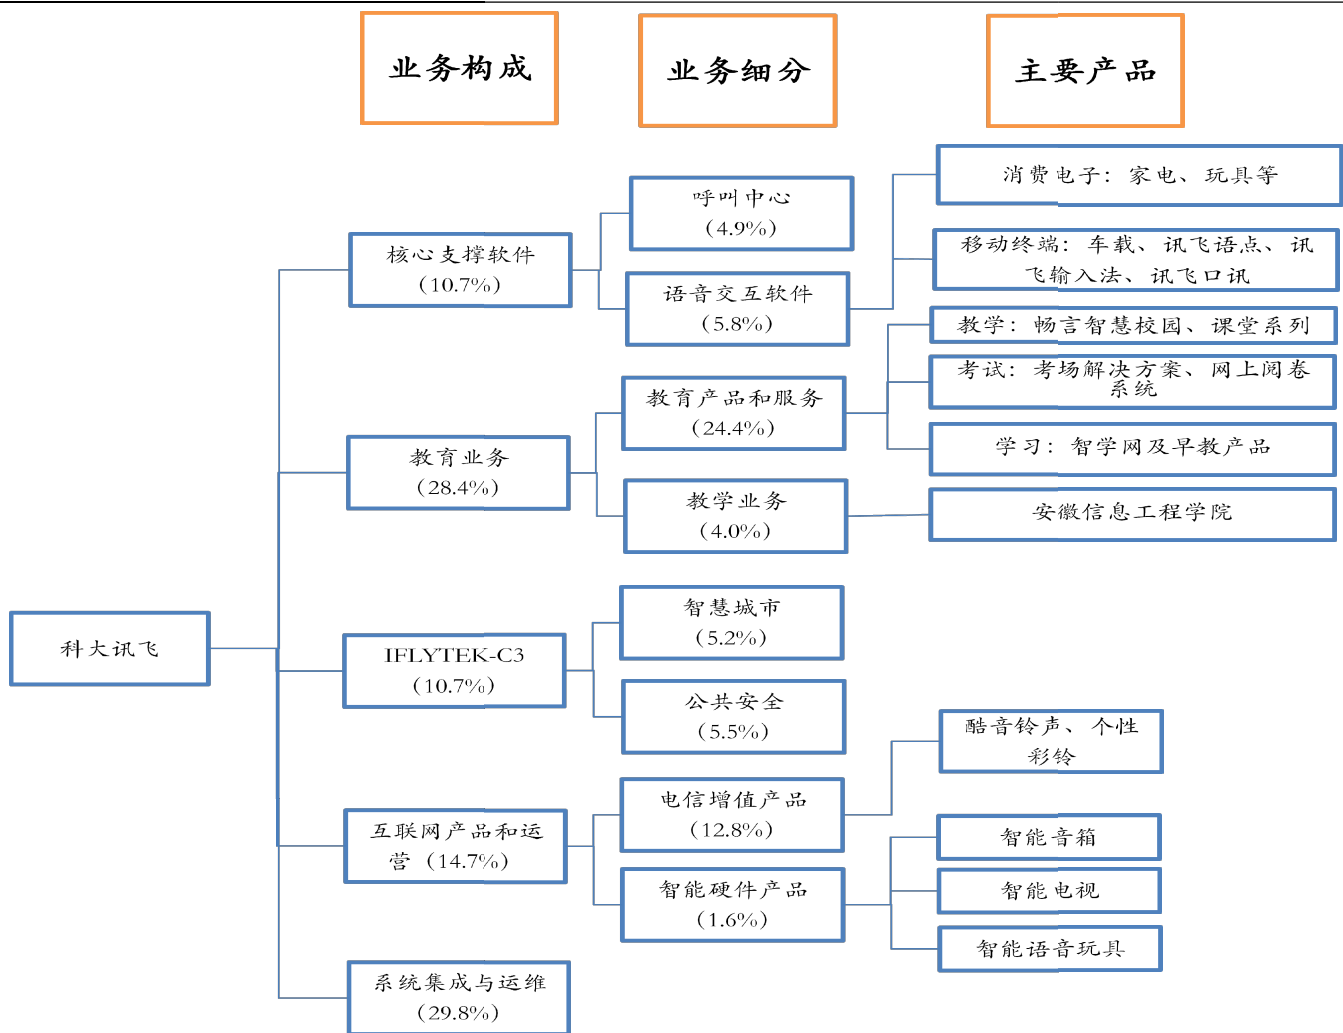 业务构成
业务细分
主要产品
科大讯飞
核心支撑软件
(10.7%)
呼叫中心
(4.9%)
语音交互软件
(5.8%)
消费电子：家电、玩具等
移动终端：车载、讯飞语点、讯
飞输入法、讯飞口讯
教育业务
(28.4%)
教育产品和服务
(24.4%)
教学：畅言智慧校园、课堂系列
考试：考场解决方案、网上阅卷
系统
学习：智学网及早教产品
教学业务
(4.0%)
安徽信息工程学院
IFLYTEK-C3
(10.7%)
智慧城市
(5.2%)
公共安全
(5.5%)
互联网产品和运
营 (14.7%)
电信增值产品
(12.8%)
酷音铃声、个性
彩铃
智能硬件产品
(1.6%)
智能音箱
智能电视
智能语音玩具
系统集成与运维
(29.8%)